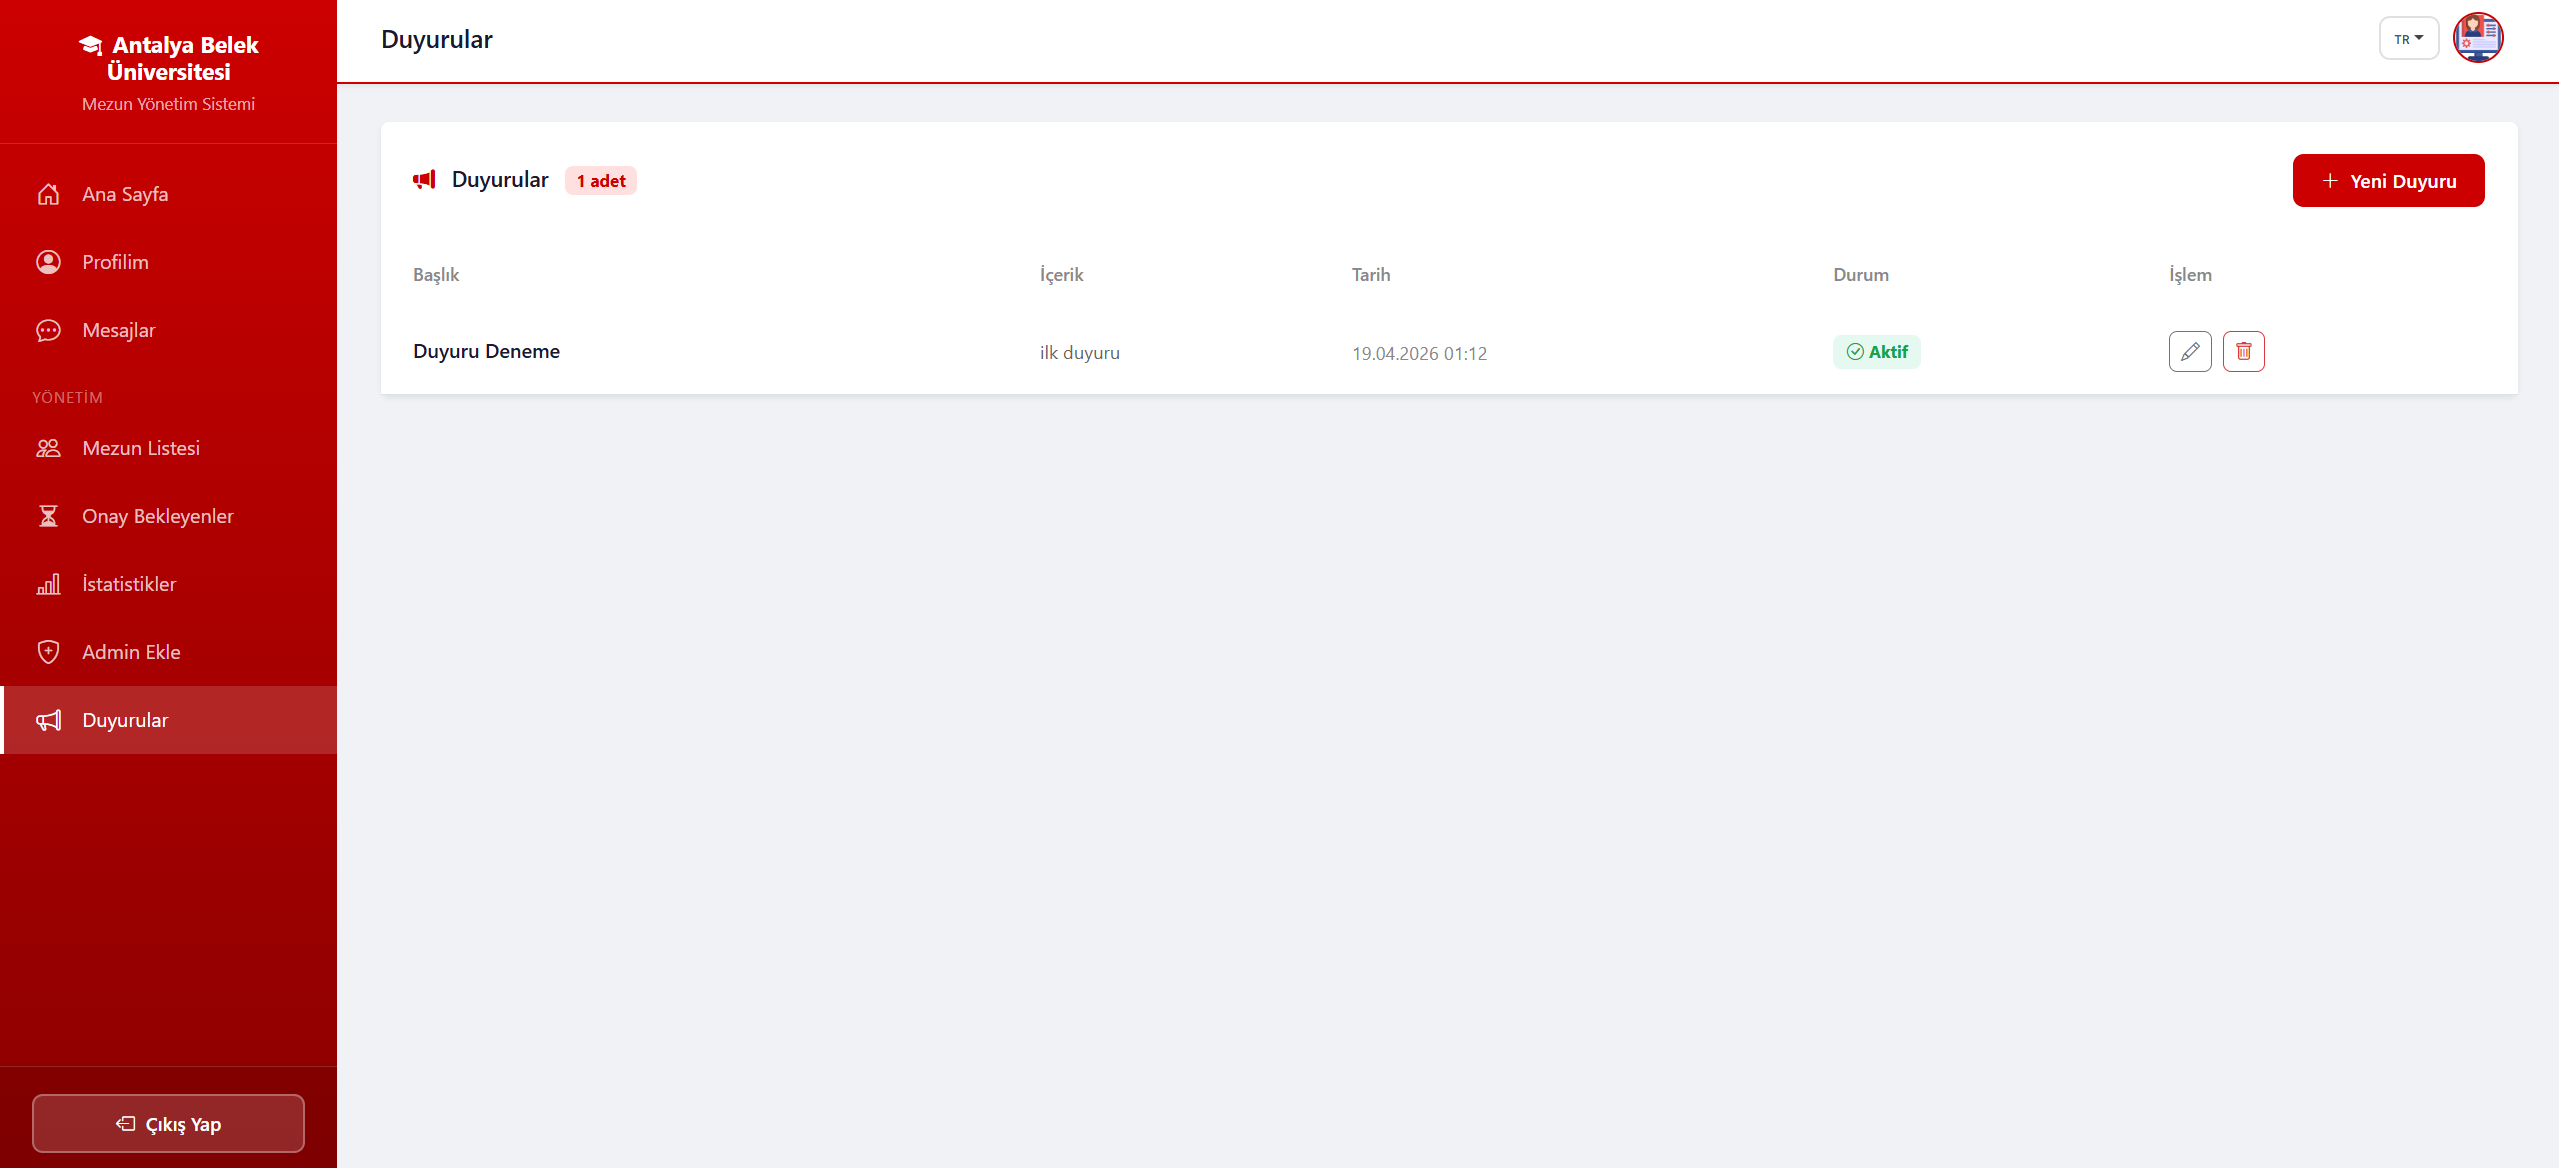 Antalya Belek
Üniversitesi
Mezun Yönetim Sistemi
Ana Sayfa
Profilim
Mesajlar
YÖNETİM
Mezun Listesi
Onay Bekleyenler
İstatistikler
Admin Ekle
Duyurular
Çıkış Yap
Duyurular
TR
Duyurular 1 adet
+ Yeni Duyuru
Başlık İçerik Tarih Durum İşlem
Duyuru Deneme ilk duyuru 19.04.2026 01:12 Aktif